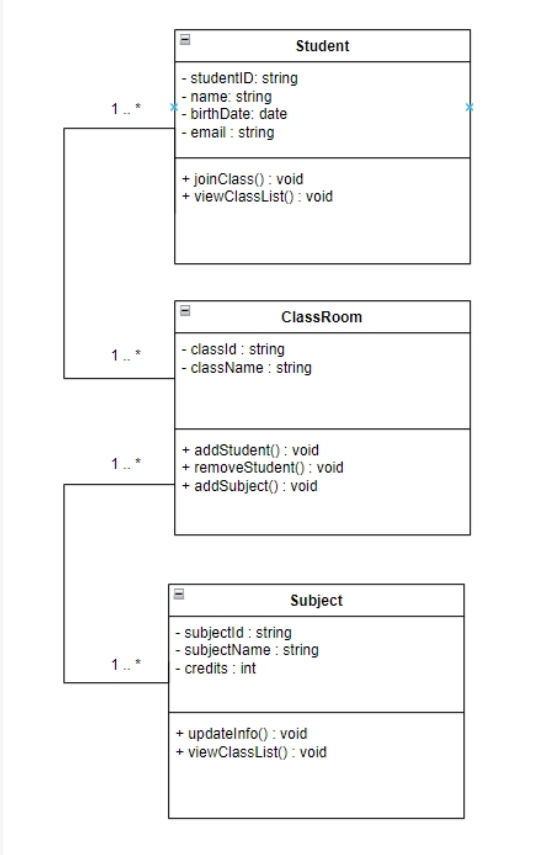 Student
- studentID: string
- name: string
- birthDate: date
- email : string
1 .. *
+ joinClass() : void
+ viewClassList() : void
ClassRoom
- classId : string
- className : string
1 .. *
+ addStudent() : void
+ removeStudent() : void
+ addSubject() : void
1 .. *
Subject
- subjectId : string
- subjectName : string
- credits : int
1 .. *
+ updateInfo() : void
+ viewClassList() : void